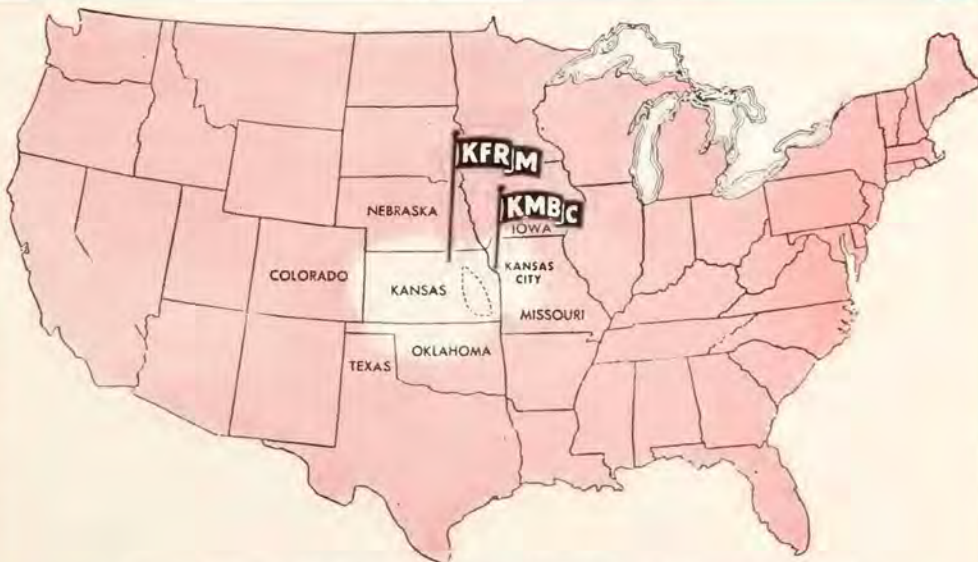 KFRM
KMBC
NEBRASKA
IOWA
COLORADO
KANSAS
KANSAS
CITY
MISSOURI
OKLAHOMA
TEXAS